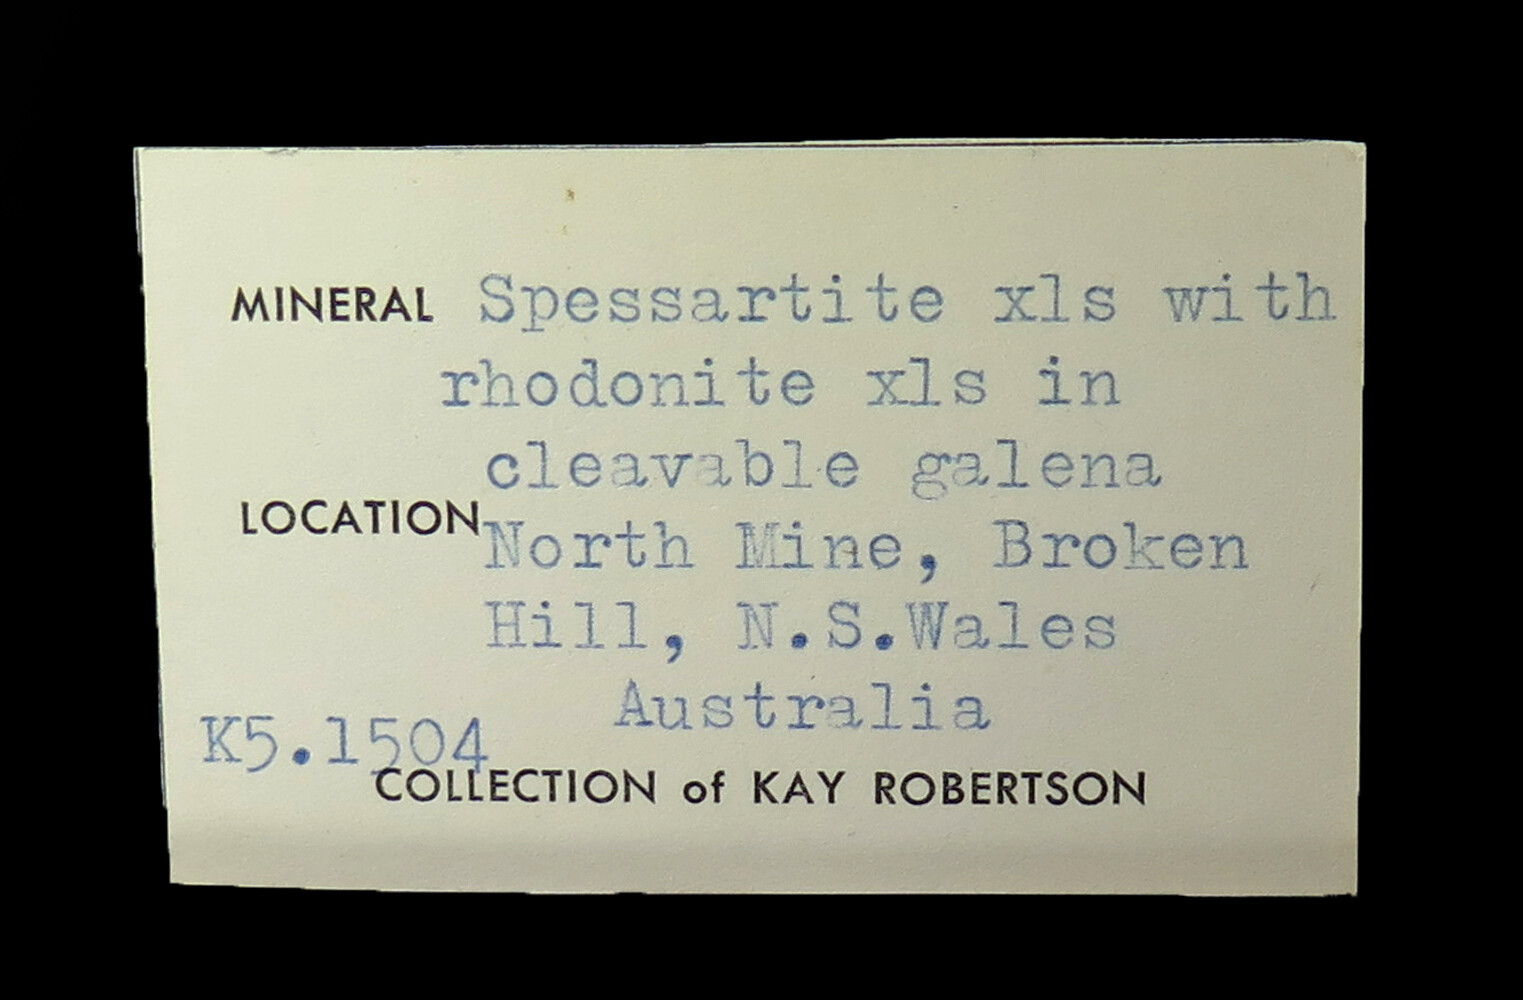 MINERAL Spessartite xls with
rhodonite xls in
cleavable galena
LOCATION North Mine, Broken
Hill, N.S.Wales
Australia
K5.1504
COLLECTION of KAY ROBERTSON